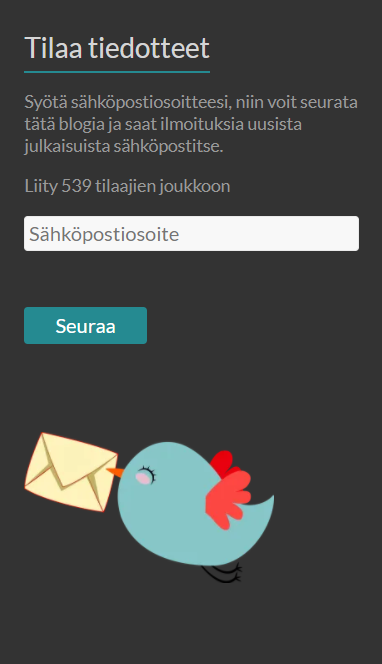 Tilaa tiedotteet
Syötä sähköpostiosoitteesi, niin voit seurata
tätä blogia ja saat ilmoituksia uusista
julkaisuista sähköpostitse.
Liity 539 tilaajien joukkoon
Sähköpostiosoite
Seuraa